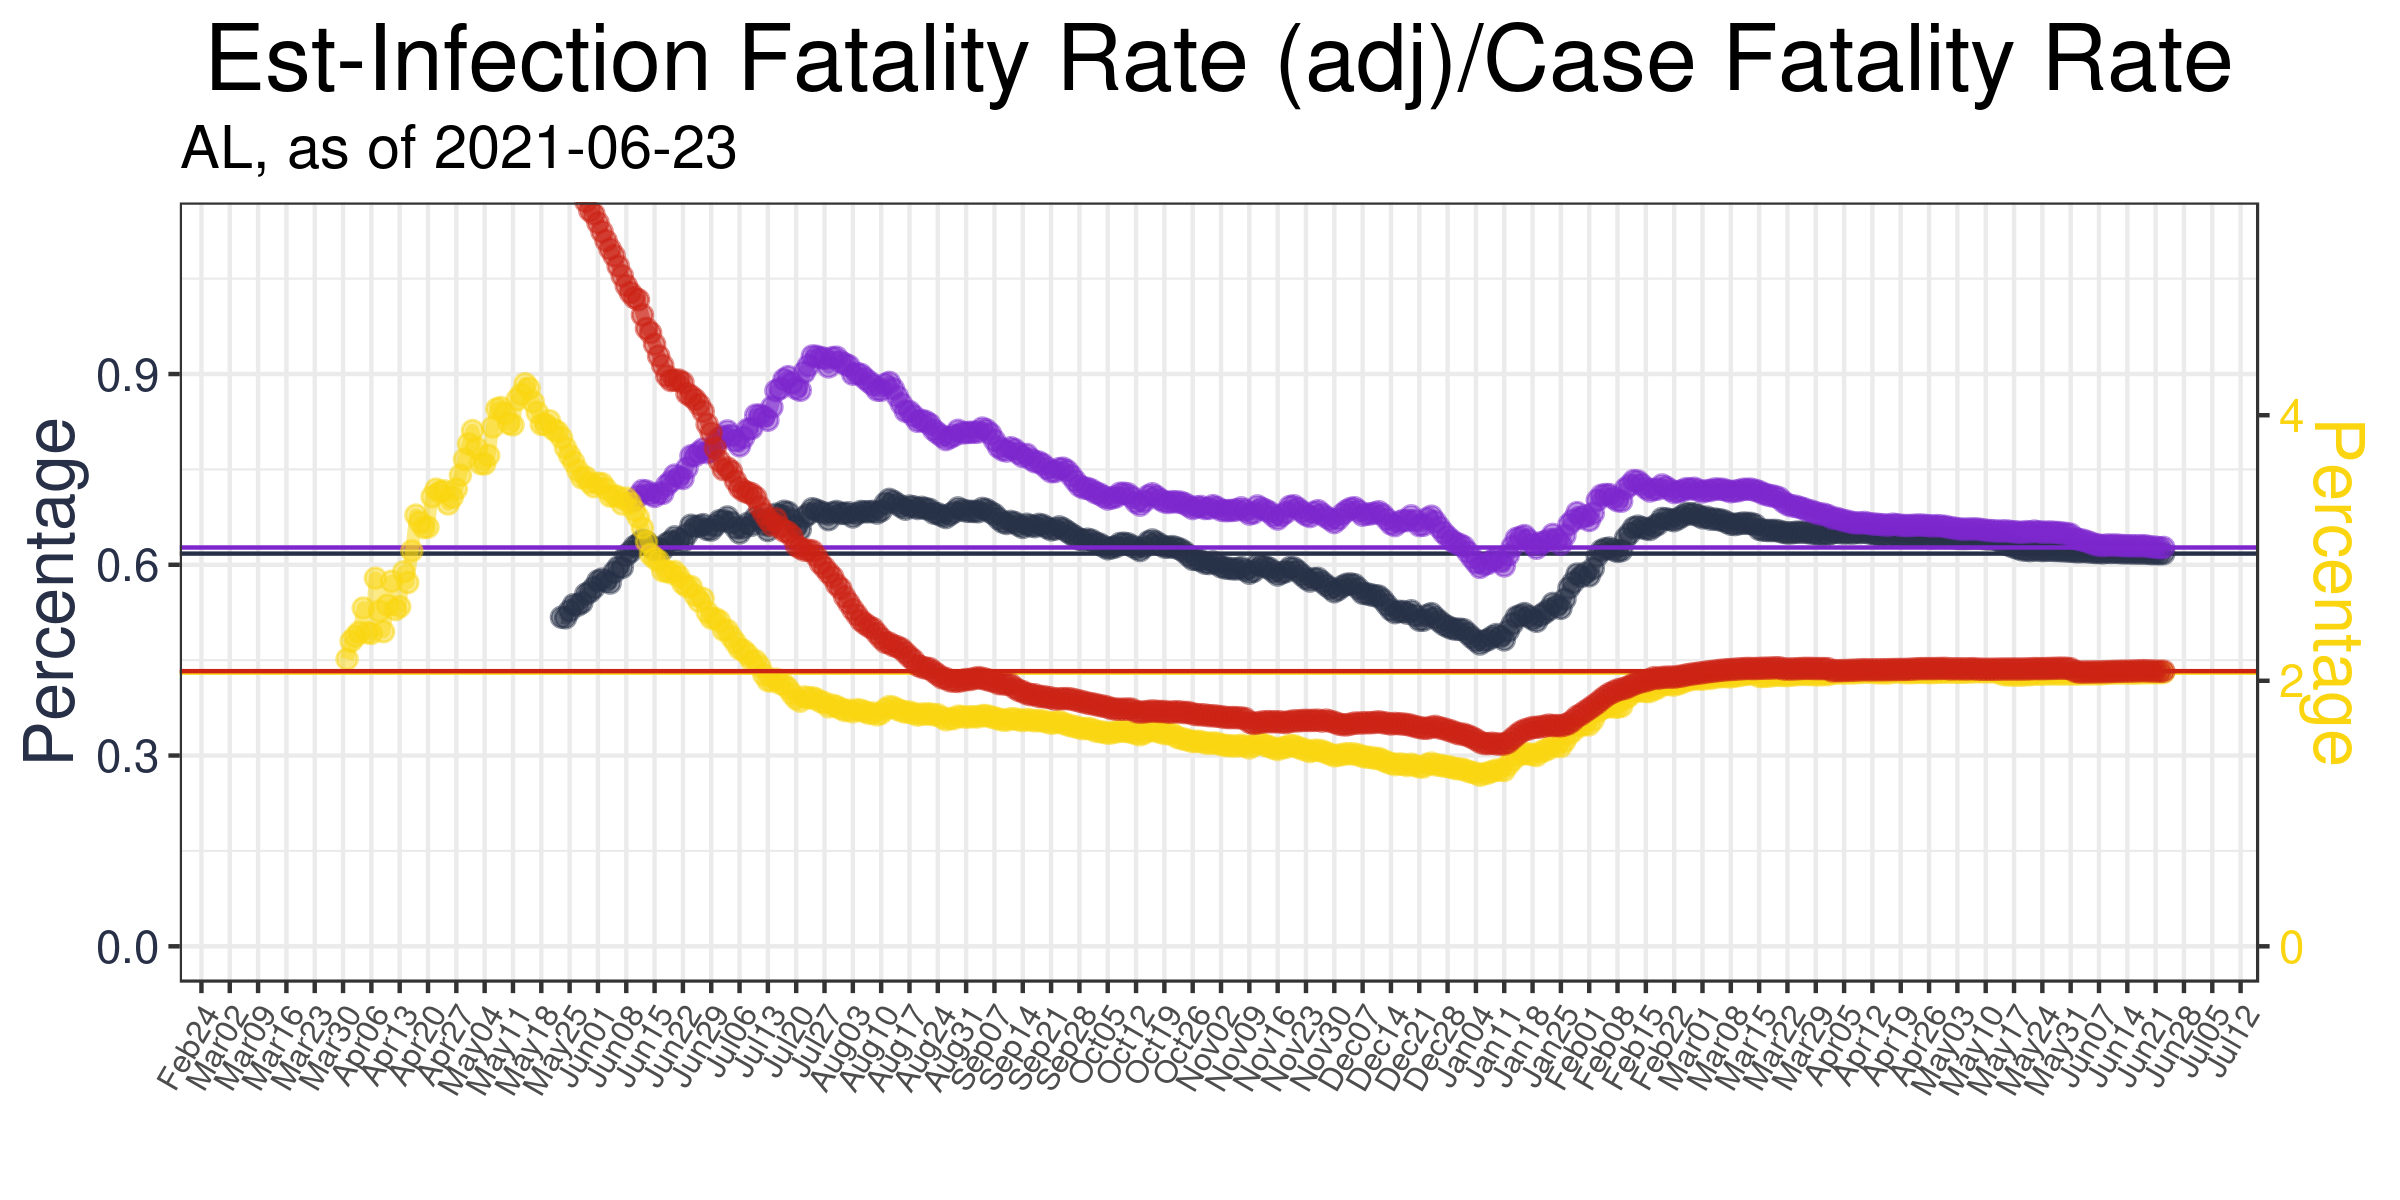 Est-Infection Fatality Rate (adj)/Case Fatality Rate
AL, as of 2021-06-23
Percentage
0.9
0.6
0.3
0.0
4
2
0
Percentage
Feb24
Mar02
Mar09
Mar16
Mar23
Mar30
Apr06
Apr13
Apr20
Apr27
May04
May11
May18
May25
Jun01
Jun08
Jun15
Jun22
Jun29
Jul06
Jul13
Jul20
Jul27
Aug03
Aug10
Aug17
Aug24
Aug31
Sep07
Sep14
Sep21
Sep28
Oct05
Oct12
Oct19
Oct26
Nov02
Nov09
Nov16
Nov23
Nov30
Dec07
Dec14
Dec21
Dec28
Jan04
Jan11
Jan18
Jan25
Feb01
Feb08
Feb15
Feb22
Mar01
Mar08
Mar15
Mar22
Mar29
Apr05
Apr12
Apr19
Apr26
May03
May10
May17
May24
May31
Jun07
Jun14
Jun21
Jun28
Jul05
Jul12